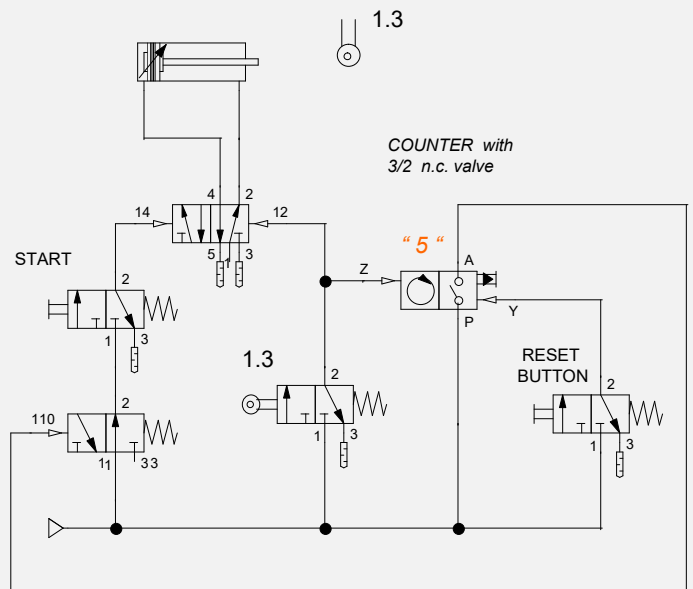 1.3
COUNTER with
3/2 n.c. valve
4 2
14 12
5 1 3
" 5 "
START
Z A
P Y
2
1 3
1.3
2
1 3
RESET
BUTTON
2
1 3
110 2
11 33